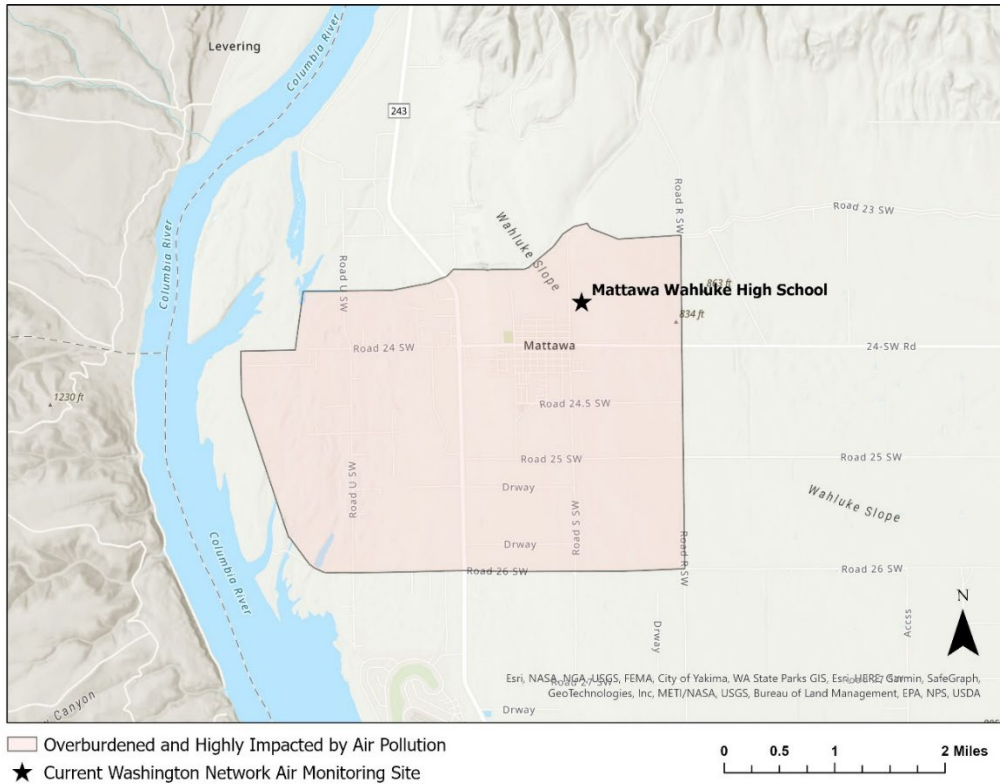 Levering
Columbia River
243
Columbia River
Road R SW
Road 23 SW
Wahluke Slope
Road U SW
863 ft
Mattawa Wahluke High School
834 ft
Road 24 SW
Mattawa
24-SW Rd
1230 ft
Road 24.5 SW
Road 25 SW
Road 25 SW
Road U SW
Drway
Road S SW
Wahluke Slope
Drway
Road R SW
Road 26 SW
Road 26 SW
Columbia River
N
Drway
Accss
Canyon
Road 27 SW
Esri, NASA, NGA, USGS, FEMA, City of Yakima, WA State Parks GIS, Esri, HERE, Garmin, SafeGraph,
GeoTechnologies, Inc, METI/NASA, USGS, Bureau of Land Management, EPA, NPS, USDA
Drway
Overburdened and Highly Impacted by Air Pollution
Current Washington Network Air Monitoring Site
0 0.5 1 2 Miles